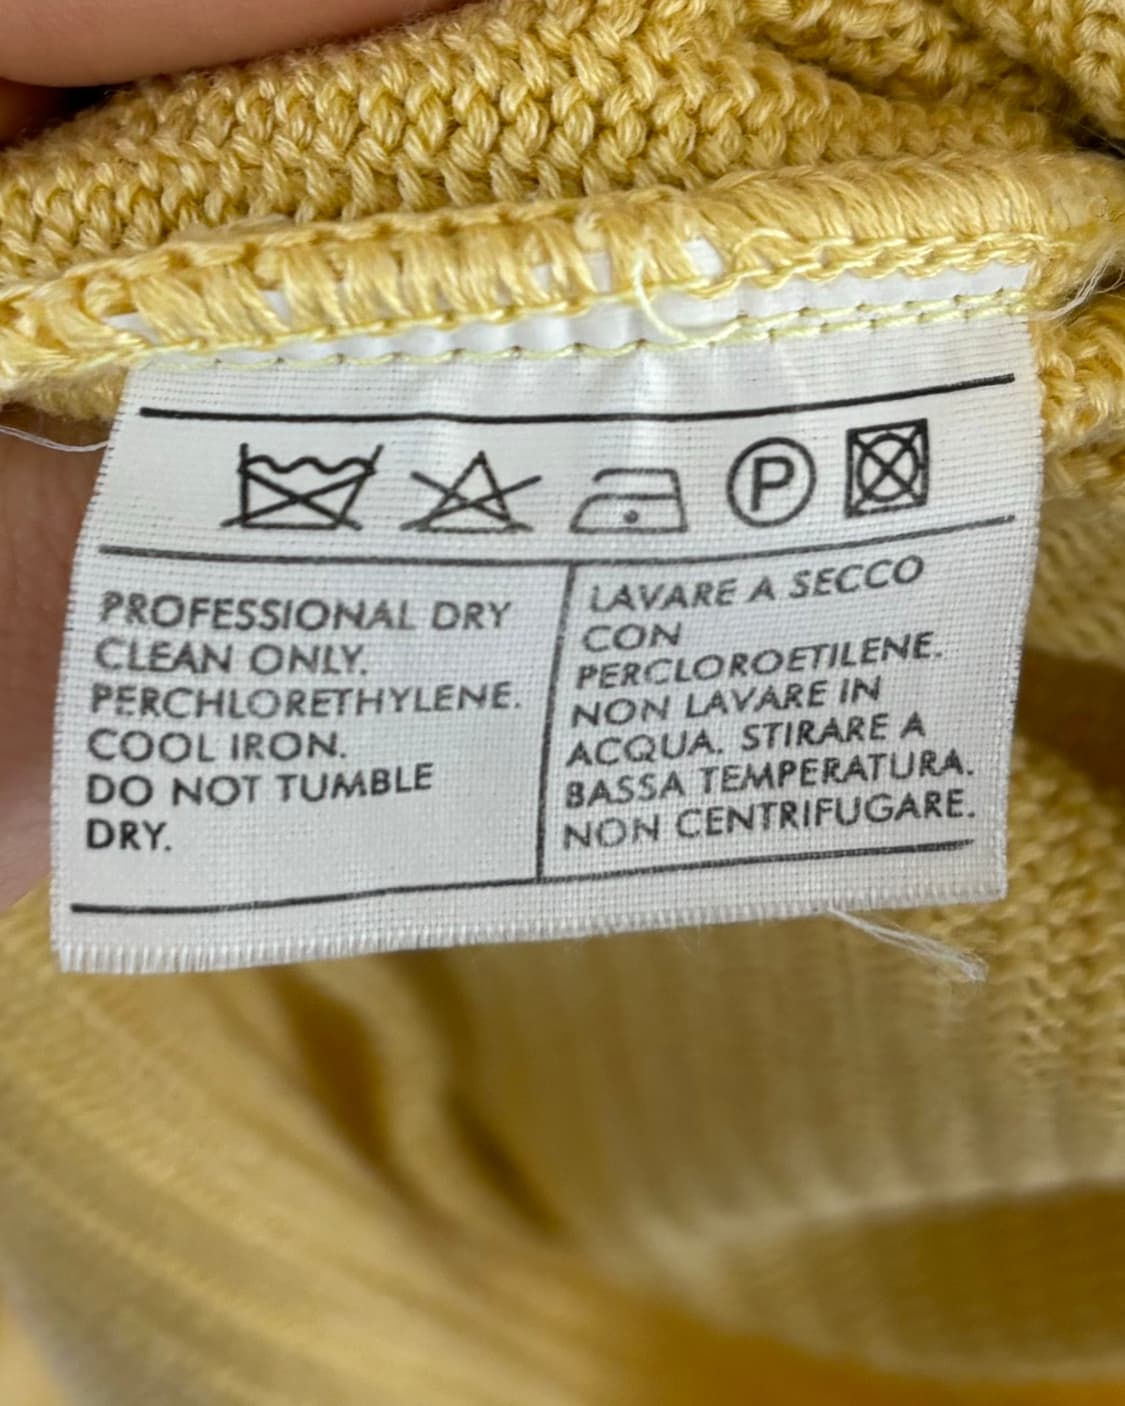 P
PROFESSIONAL DRY
CLEAN ONLY.
PERCHLORETHYLENE.
COOL IRON.
DO NOT TUMBLE
DRY.
LAVARE A SECCO
CON
PERCLOROETILENE.
NON LAVARE IN
ACQUA. STIRARE A
BASSA TEMPERATURA.
NON CENTRIFUGARE.